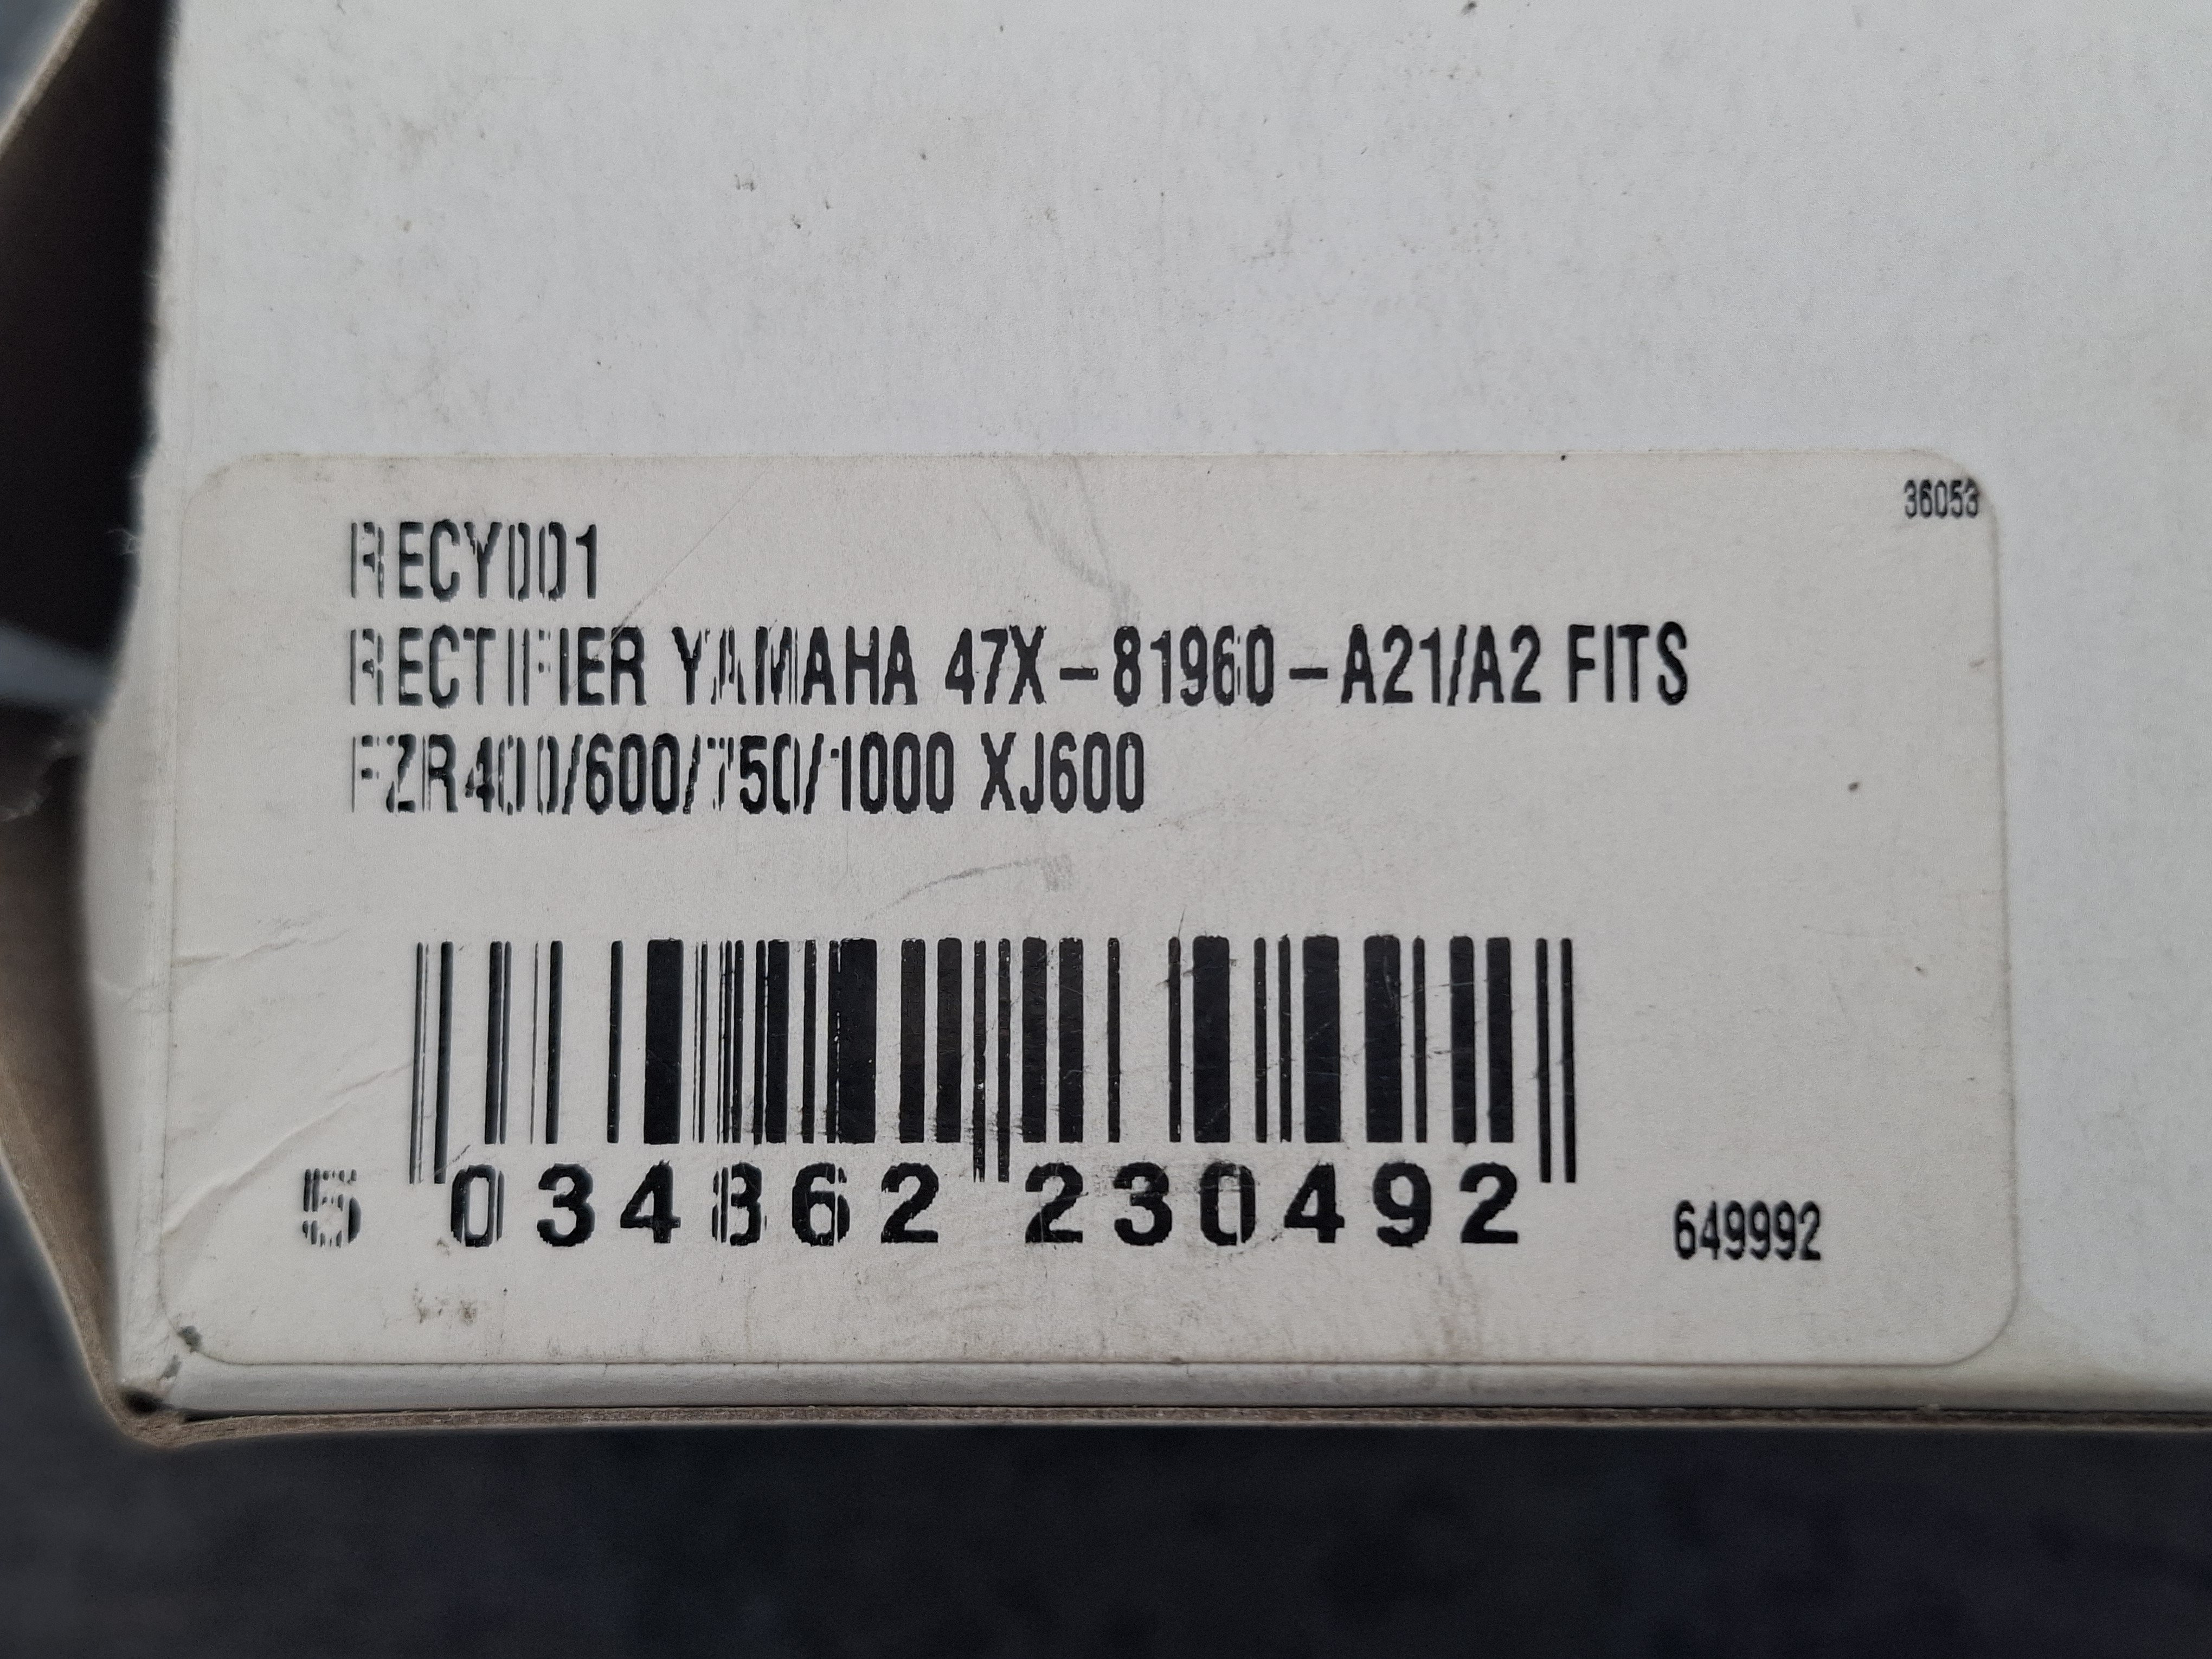 36053
RECY001
RECTIFIER YAMAHA 47X-81960-A21/A2 FITS
FZR400/600/750/1000 XJ600
5 034862 230492
649992